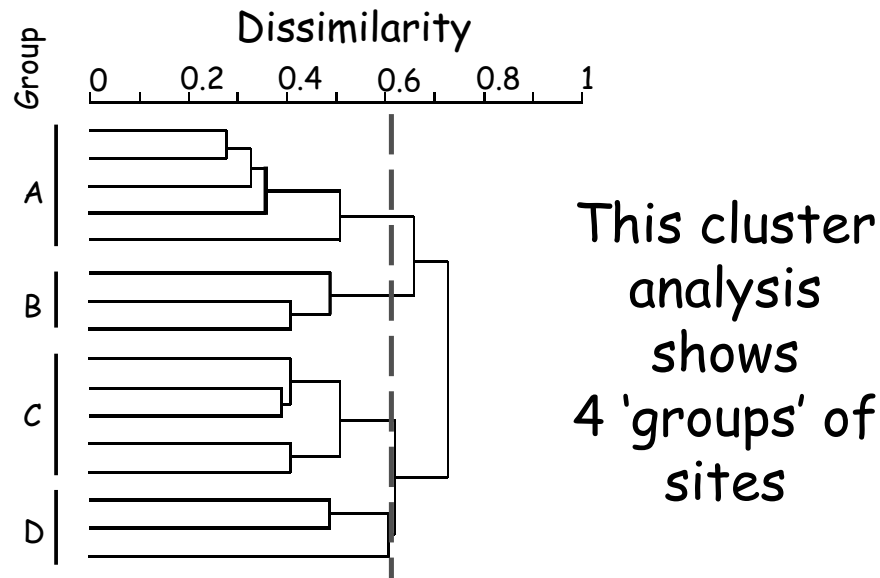 Dissimilarity
Group
0 0.2 0.4 0.6 0.8 1
A
B
C
D
This cluster
analysis
shows
4 ‘groups’ of
sites